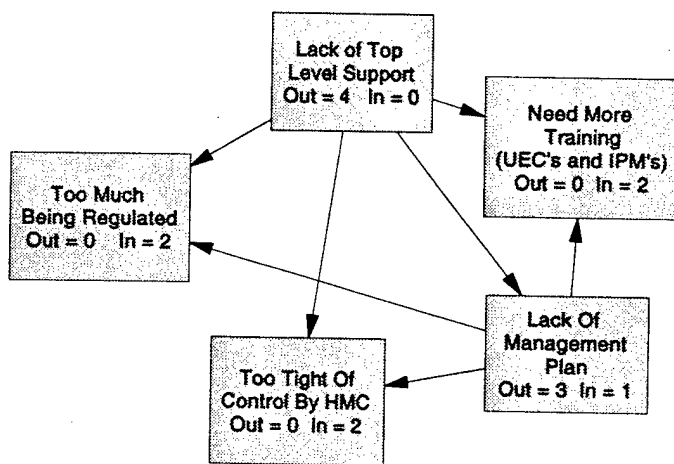 Lack of Top
Level Support
Out = 4 In = 0
Need More
Training
(UEC's and IPM's)
Out = 0 In = 2
Too Much
Being Regulated
Out = 0 In = 2
Lack Of
Management
Plan
Out = 3 In = 1
Too Tight Of
Control By HMC
Out = 0 In = 2